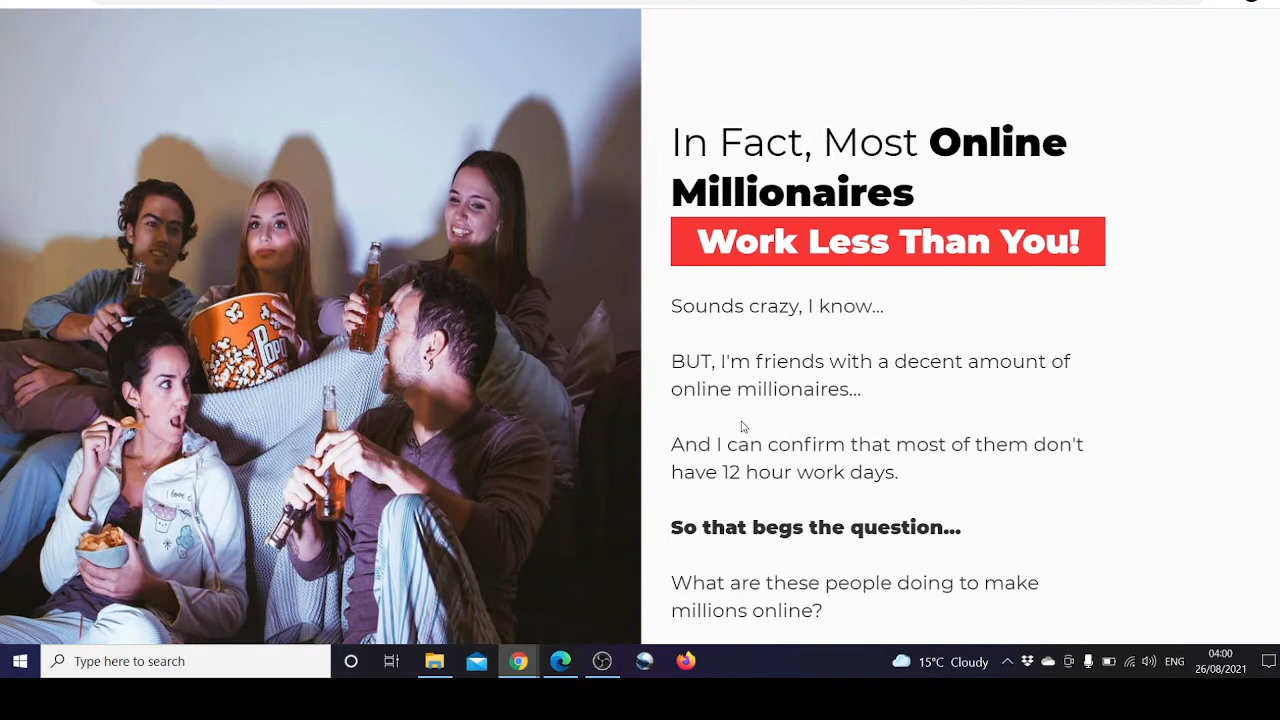 In Fact, Most Online
Millionaires
Work Less Than You!
Sounds crazy, I know...
BUT, I'm friends with a decent amount of
online millionaires...
And I can confirm that most of them don't
have 12 hour work days.
So that begs the question...
What are these people doing to make
millions online?
Pop
I love
Type here to search
15°C Cloudy
ENG
04:00
26/08/2021